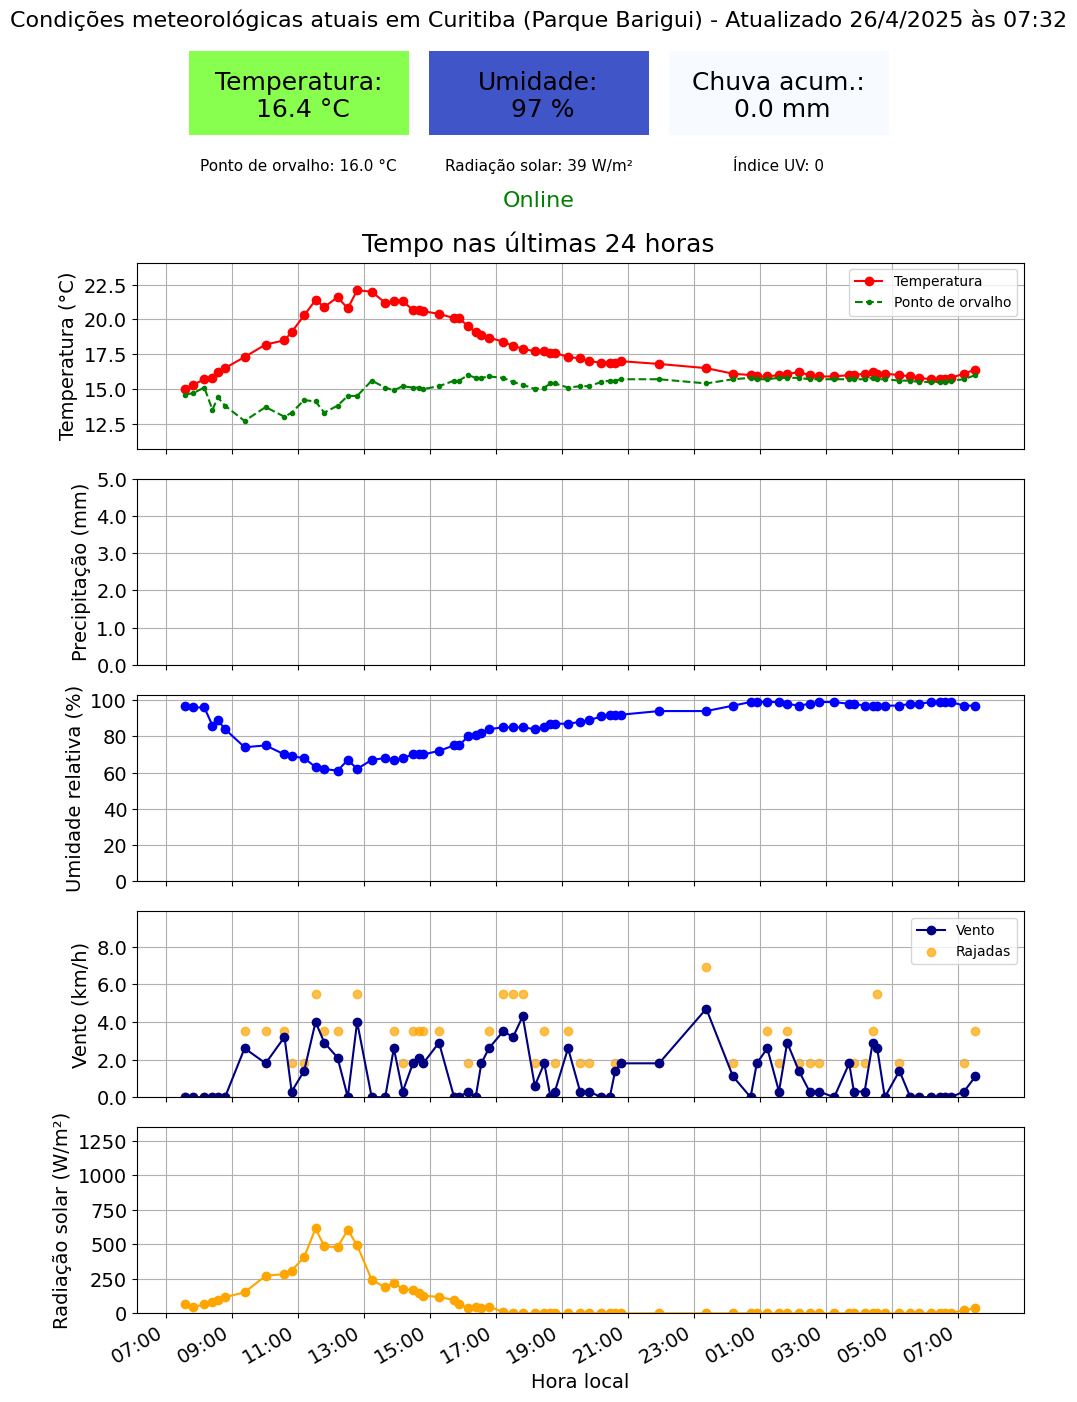 Condições meteorológicas atuais em Curitiba (Parque Barigui) - Atualizado 26/4/2025 às 07:32
Temperatura:
16.4 °C
Umidade:
97 %
Chuva acum.:
0.0 mm
Ponto de orvalho: 16.0 °C
Radiação solar: 39 W/m²
Índice UV: 0
Online
Tempo nas últimas 24 horas
Temperatura (°C)
22.5
20.0
17.5
15.0
12.5
Temperatura
Ponto de orvalho
Precipitação (mm)
5.0
4.0
3.0
2.0
1.0
0.0
Umidade relativa (%)
100
80
60
40
20
0
Vento (km/h)
8.0
6.0
4.0
2.0
0.0
Vento
Rajadas
Radiação solar (W/m²)
1250
1000
750
500
250
0
07:00
09:00
11:00
13:00
15:00
17:00
19:00
21:00
23:00
01:00
03:00
05:00
07:00
Hora local